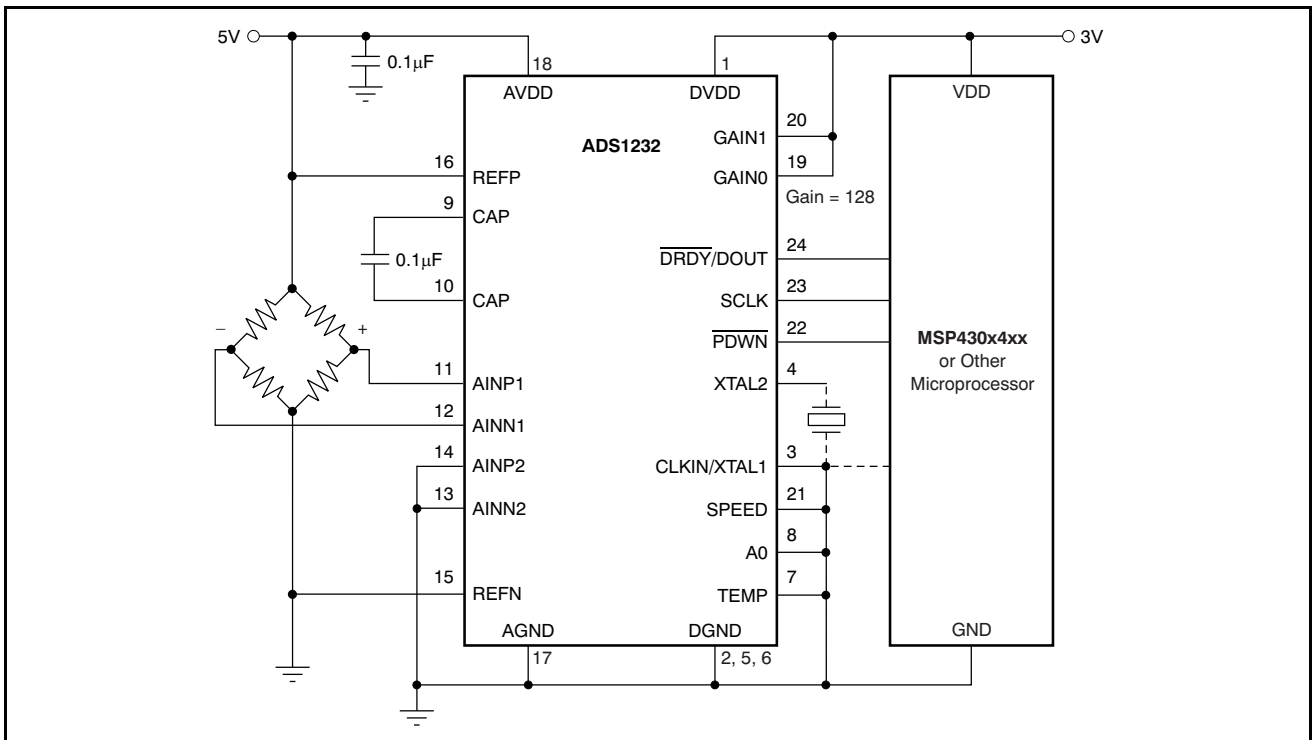 5V
3V
0.1μF
18
1
AVDD
DVDD
VDD
ADS1232
20
GAIN1
19
GAIN0
Gain = 128
16
REFP
9
CAP
0.1μF
10
CAP
24
DRDY/DOUT
23
SCLK
22
PDWN
MSP430x4xx
or Other
Microprocessor
−
+
11
AINP1
4
XTAL2
12
AINN1
14
AINP2
3
CLKIN/XTAL1
13
AINN2
21
SPEED
8
A0
15
REFN
7
TEMP
AGND
DGND
GND
17
2, 5, 6